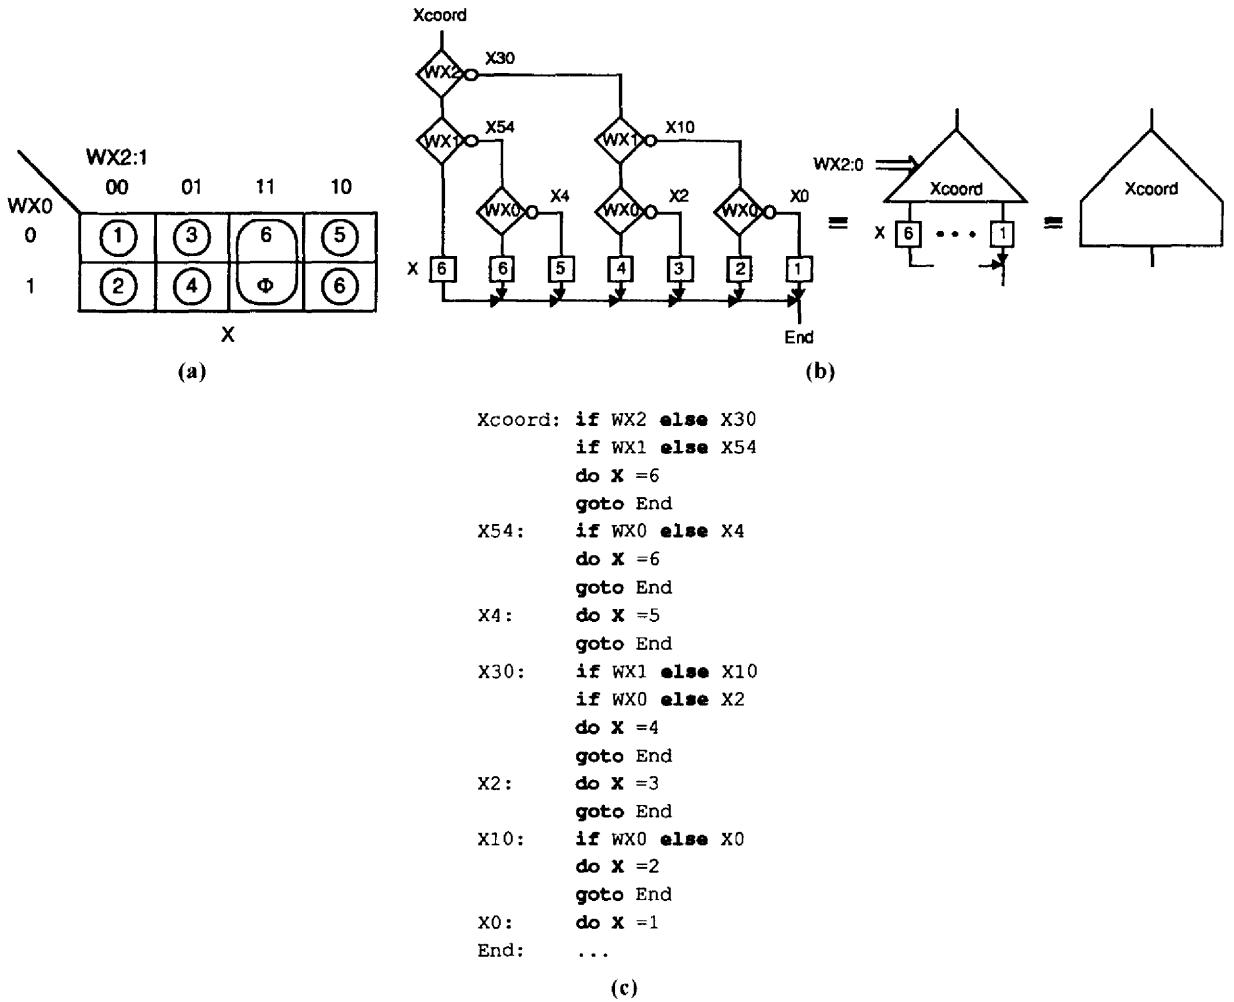 WX2:1
00 01 11 10
WX0
0 1 3 6 5
1 2 4 Φ 6
X
(a)
Xcoord
WX2 X30
WX1 X54 WX1 X10
WX0 X4 WX0 X2 WX0 X0
X 6 6 5 4 3 2 1
End
≡
WX2:0
Xcoord
X 6 • • • 1
≡
Xcoord
(b)
Xcoord: if WX2 else X30
if WX1 else X54
do X =6
goto End
X54: if WX0 else X4
do X =6
goto End
X4: do X =5
goto End
X30: if WX1 else X10
if WX0 else X2
do X =4
goto End
X2: do X =3
goto End
X10: if WX0 else X0
do X =2
goto End
X0: do X =1
End: ...
(c)